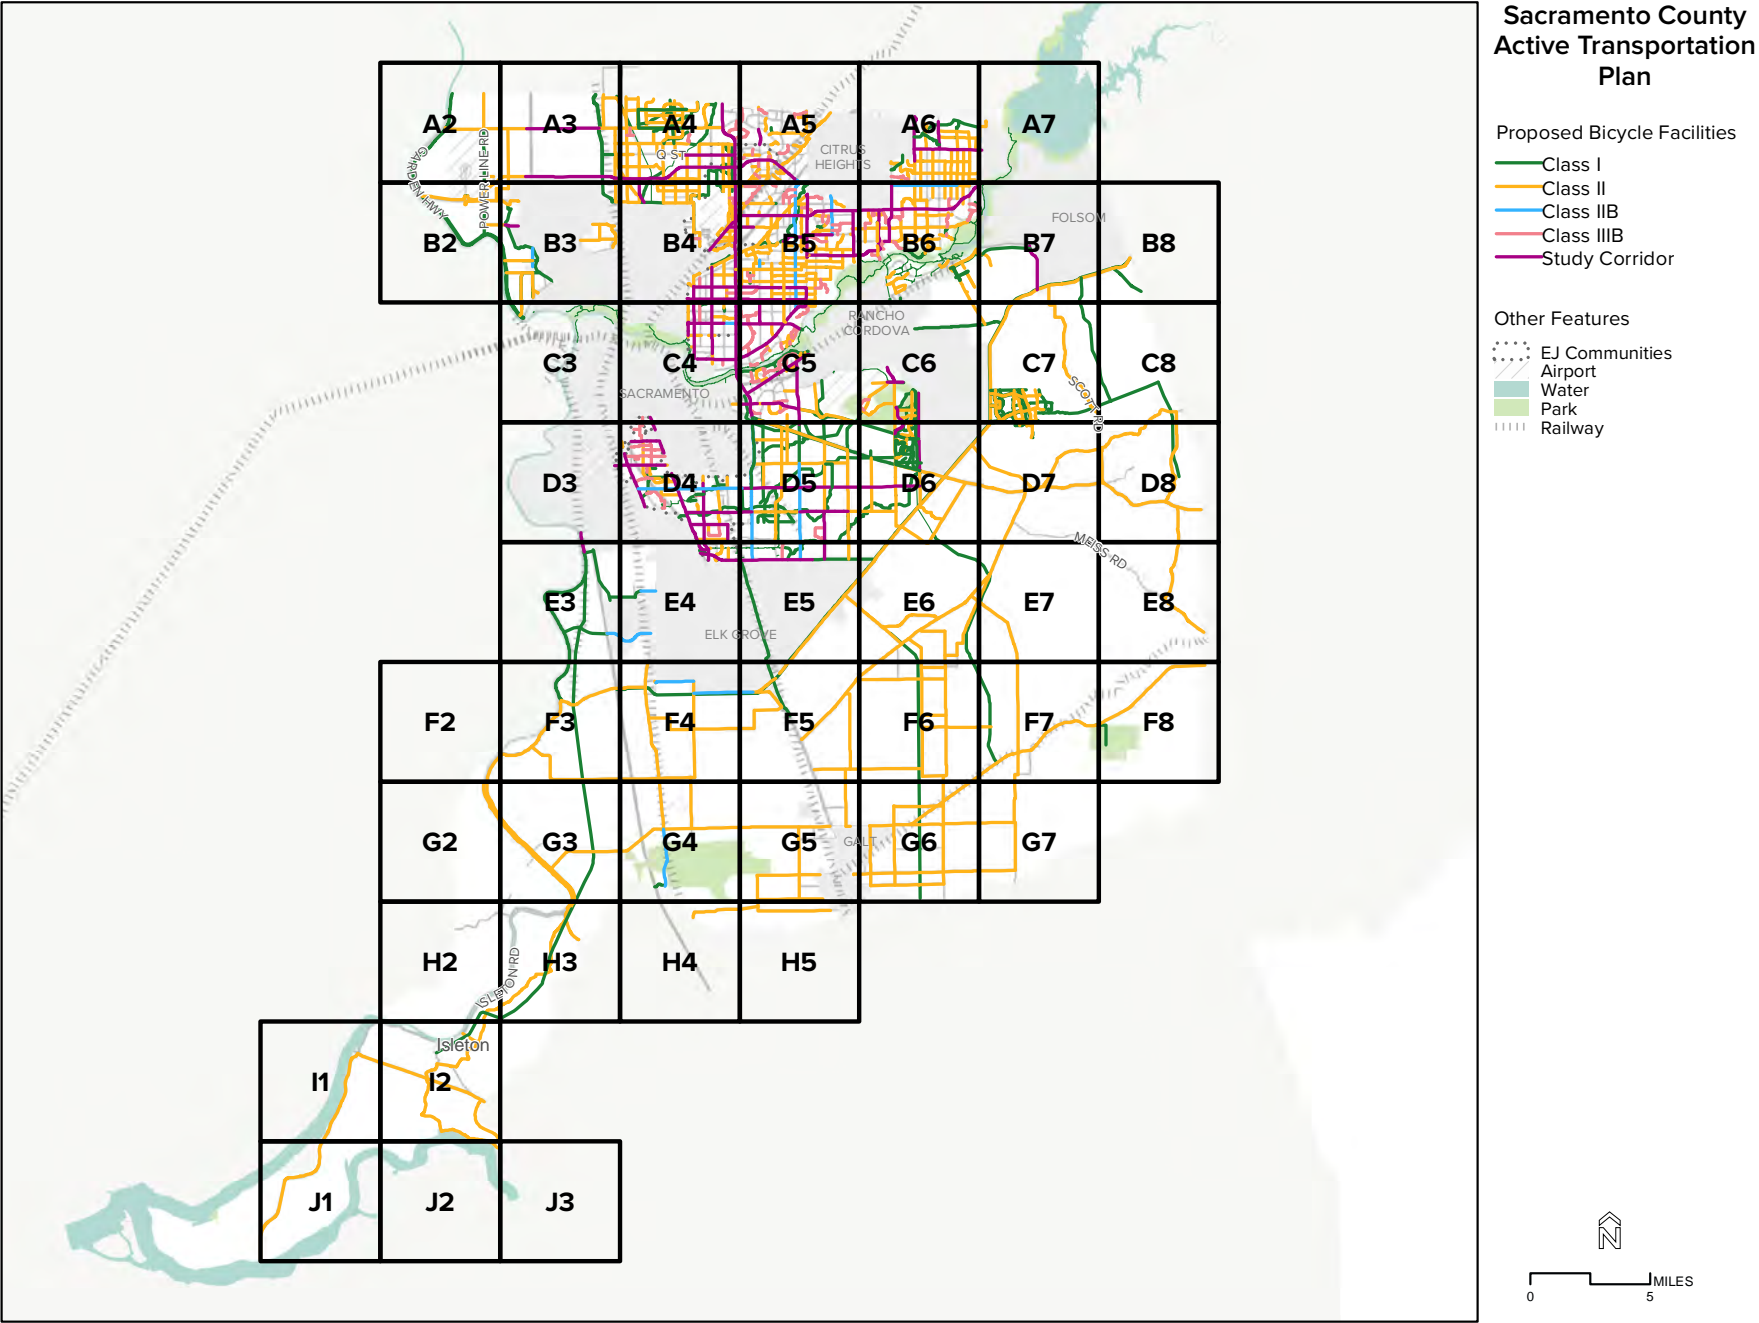 Sacramento County
Active Transportation
Plan
Proposed Bicycle Facilities
Class I
Class II
Class IIB
Class IIIB
Study Corridor
Other Features
EJ Communities
Airport
Water
Park
Railway
MILES
0 5
N
A2 A3 A4 A5 A6 A7
Q ST
CITRUS
HEIGHTS
GARDEN HWY
POWER LINE RD
FOLSOM
B2 B3 B4 B5 B6 B7 B8
RANCHO
CORDOVA
C3 C4 C5 C6 C7 C8
SACRAMENTO
SCOTT RD
D3 D4 D5 D6 D7 D8
MEISS RD
E3 E4 E5 E6 E7 E8
ELK GROVE
F2 F3 F4 F5 F6 F7 F8
G2 G3 G4 G5 G6 G7
GALT
H2 H3 H4 H5
ISLETON RD
Isleton
I1 I2
J1 J2 J3